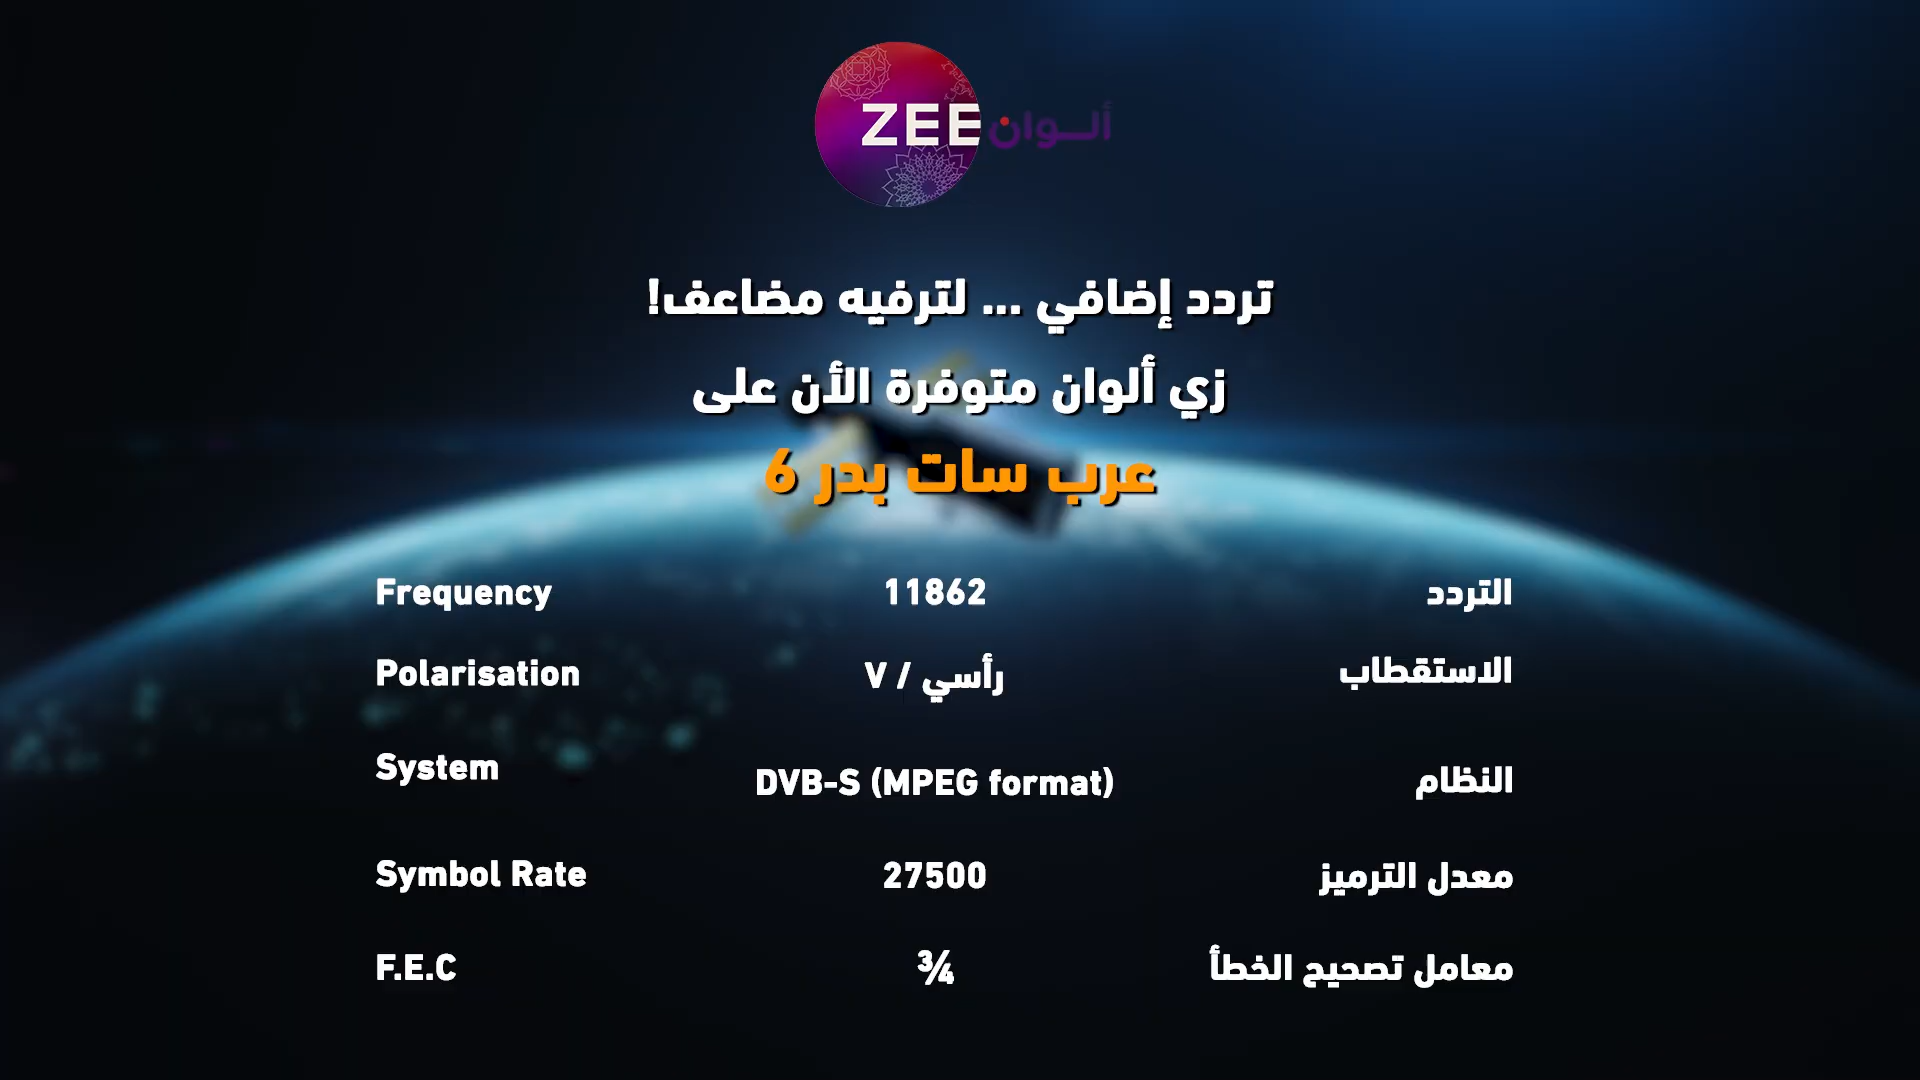 ZEE ألوان
تردد إضافي ... لترفيه مضاعف!
زي ألوان متوفرة الأن على
عرب سات بدر 6
Frequency 11862 التردد
Polarisation رأسي / V الاستقطاب
System DVB-S (MPEG format) النظام
Symbol Rate 27500 معدل الترميز
F.E.C ¾ معامل تصحيح الخطأ